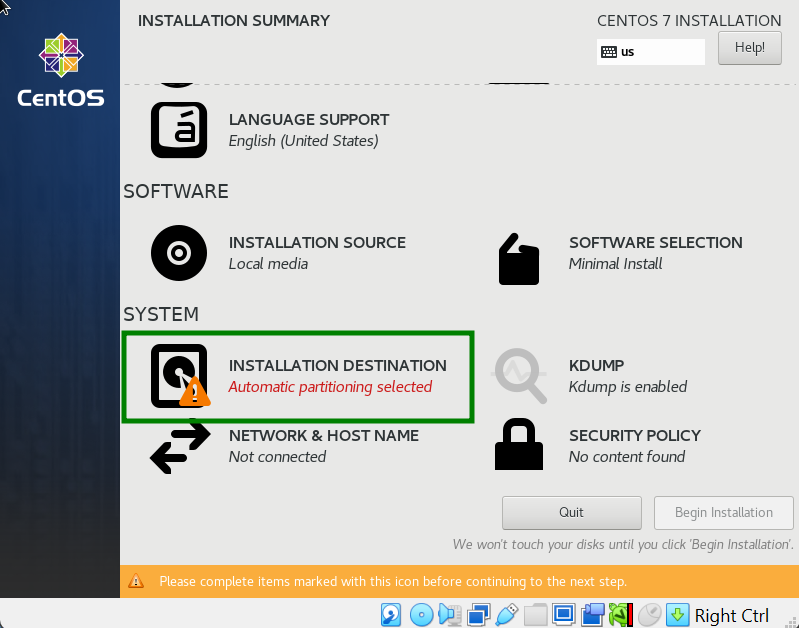 INSTALLATION SUMMARY
CENTOS 7 INSTALLATION
us
Help!
CentOS
LANGUAGE SUPPORT
English (United States)
SOFTWARE
INSTALLATION SOURCE
Local media
SOFTWARE SELECTION
Minimal Install
SYSTEM
INSTALLATION DESTINATION
Automatic partitioning selected
KDUMP
Kdump is enabled
NETWORK & HOST NAME
Not connected
SECURITY POLICY
No content found
Quit
Begin Installation
We won't touch your disks until you click 'Begin Installation'.
Please complete items marked with this icon before continuing to the next step.
Right Ctrl